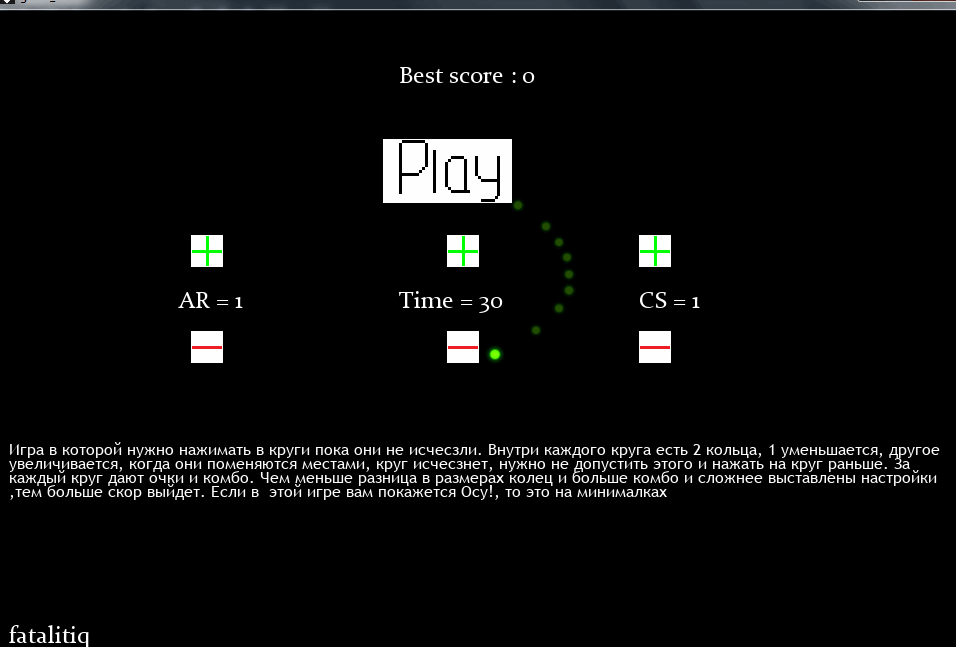 Best score : 0
Play
AR = 1
Time = 30
CS = 1
Игра в которой нужно нажимать в круги пока они не исчезли. Внутри каждого круга есть 2 кольца, 1 уменьшается, другое
увеличивается, когда они поменяются местами, круг исчезнет, нужно не допустить этого и нажать на круг раньше. За
каждый круг дают очки и комбо. Чем меньше разница в размерах колец и больше комбо и сложнее выставлены настройки
,тем больше скор выйдет. Если в  этой игре вам покажется Осу!, то это на минималках
fatalitiq